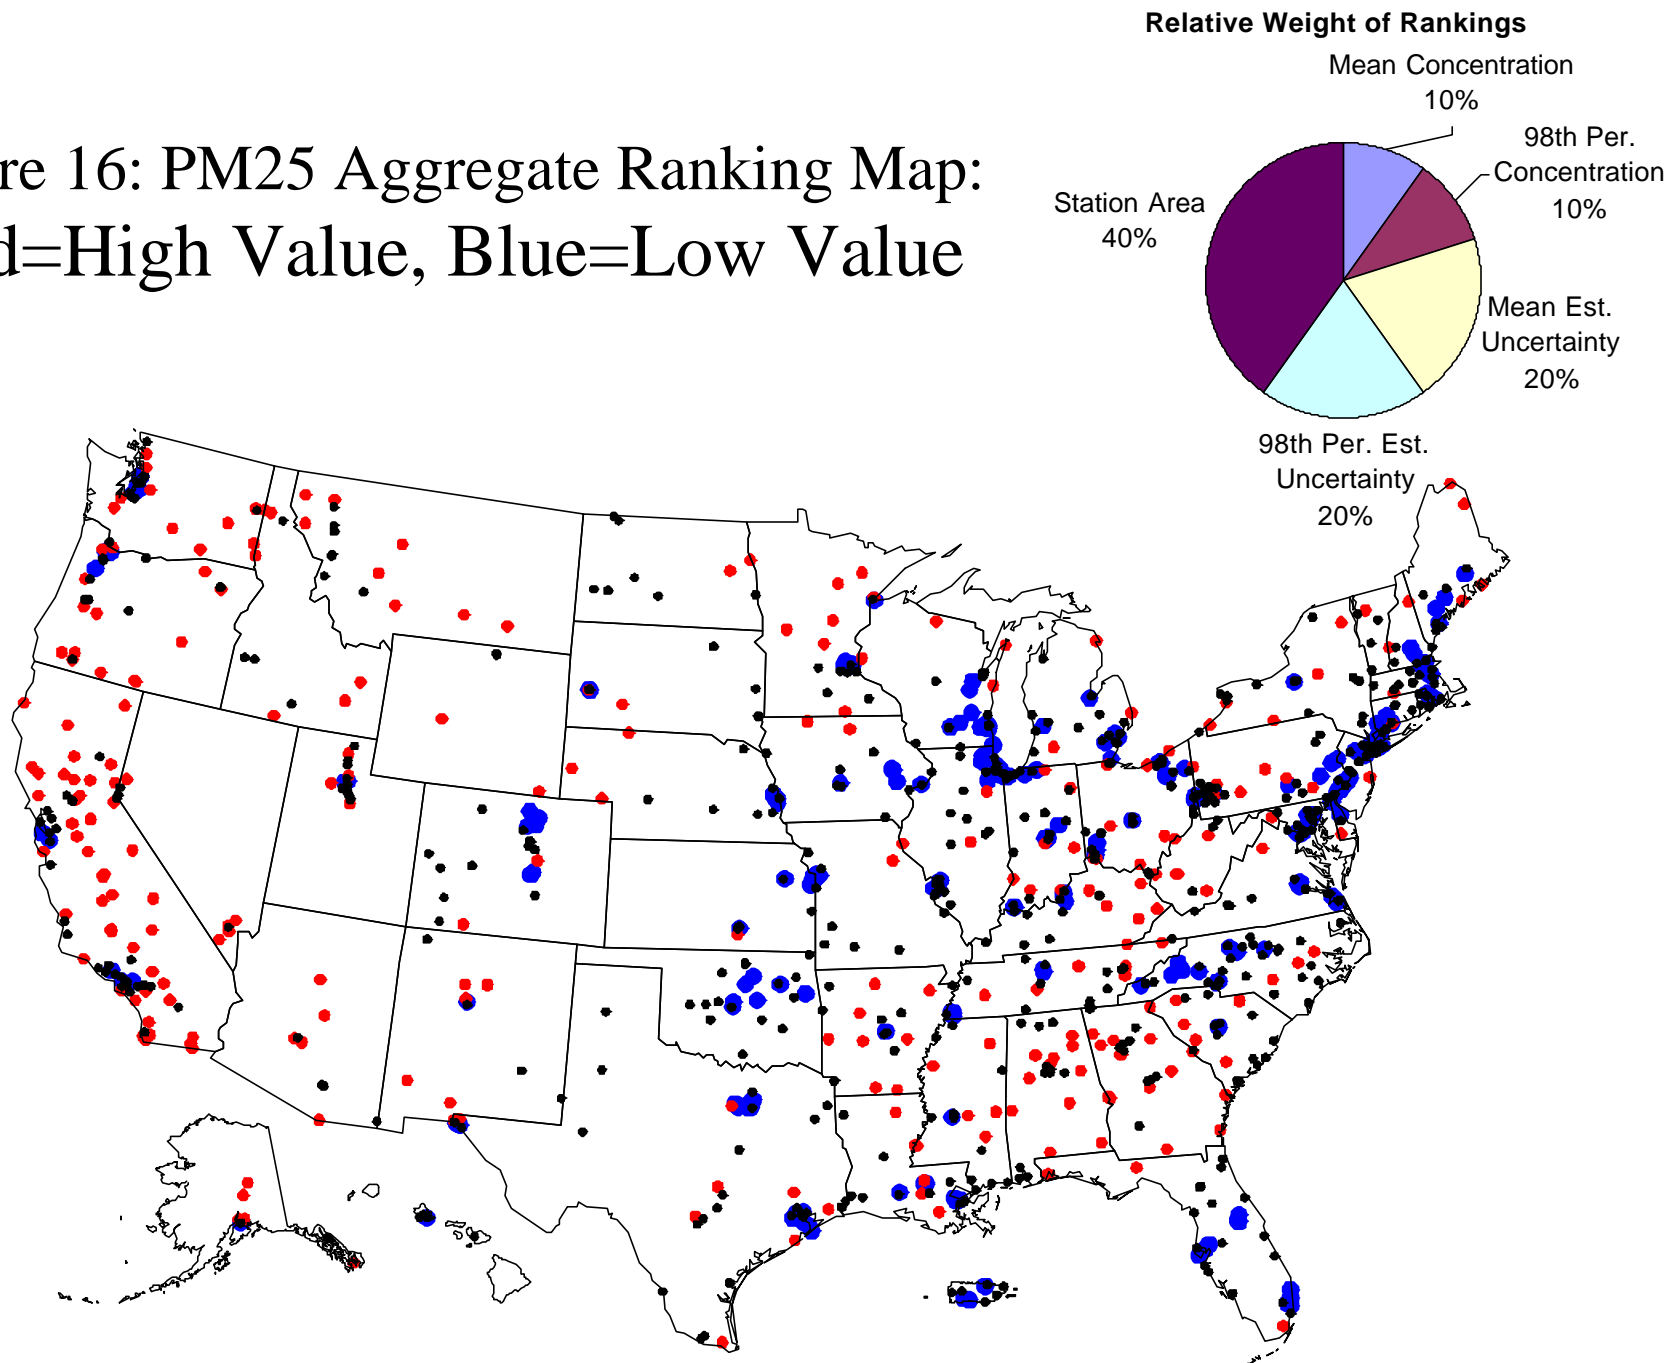 Relative Weight of Rankings
Mean Concentration
10%
98th Per.
Concentration
10%
re 16: PM25 Aggregate Ranking Map:
d=High Value, Blue=Low Value
Station Area
40%
Mean Est.
Uncertainty
20%
98th Per. Est.
Uncertainty
20%